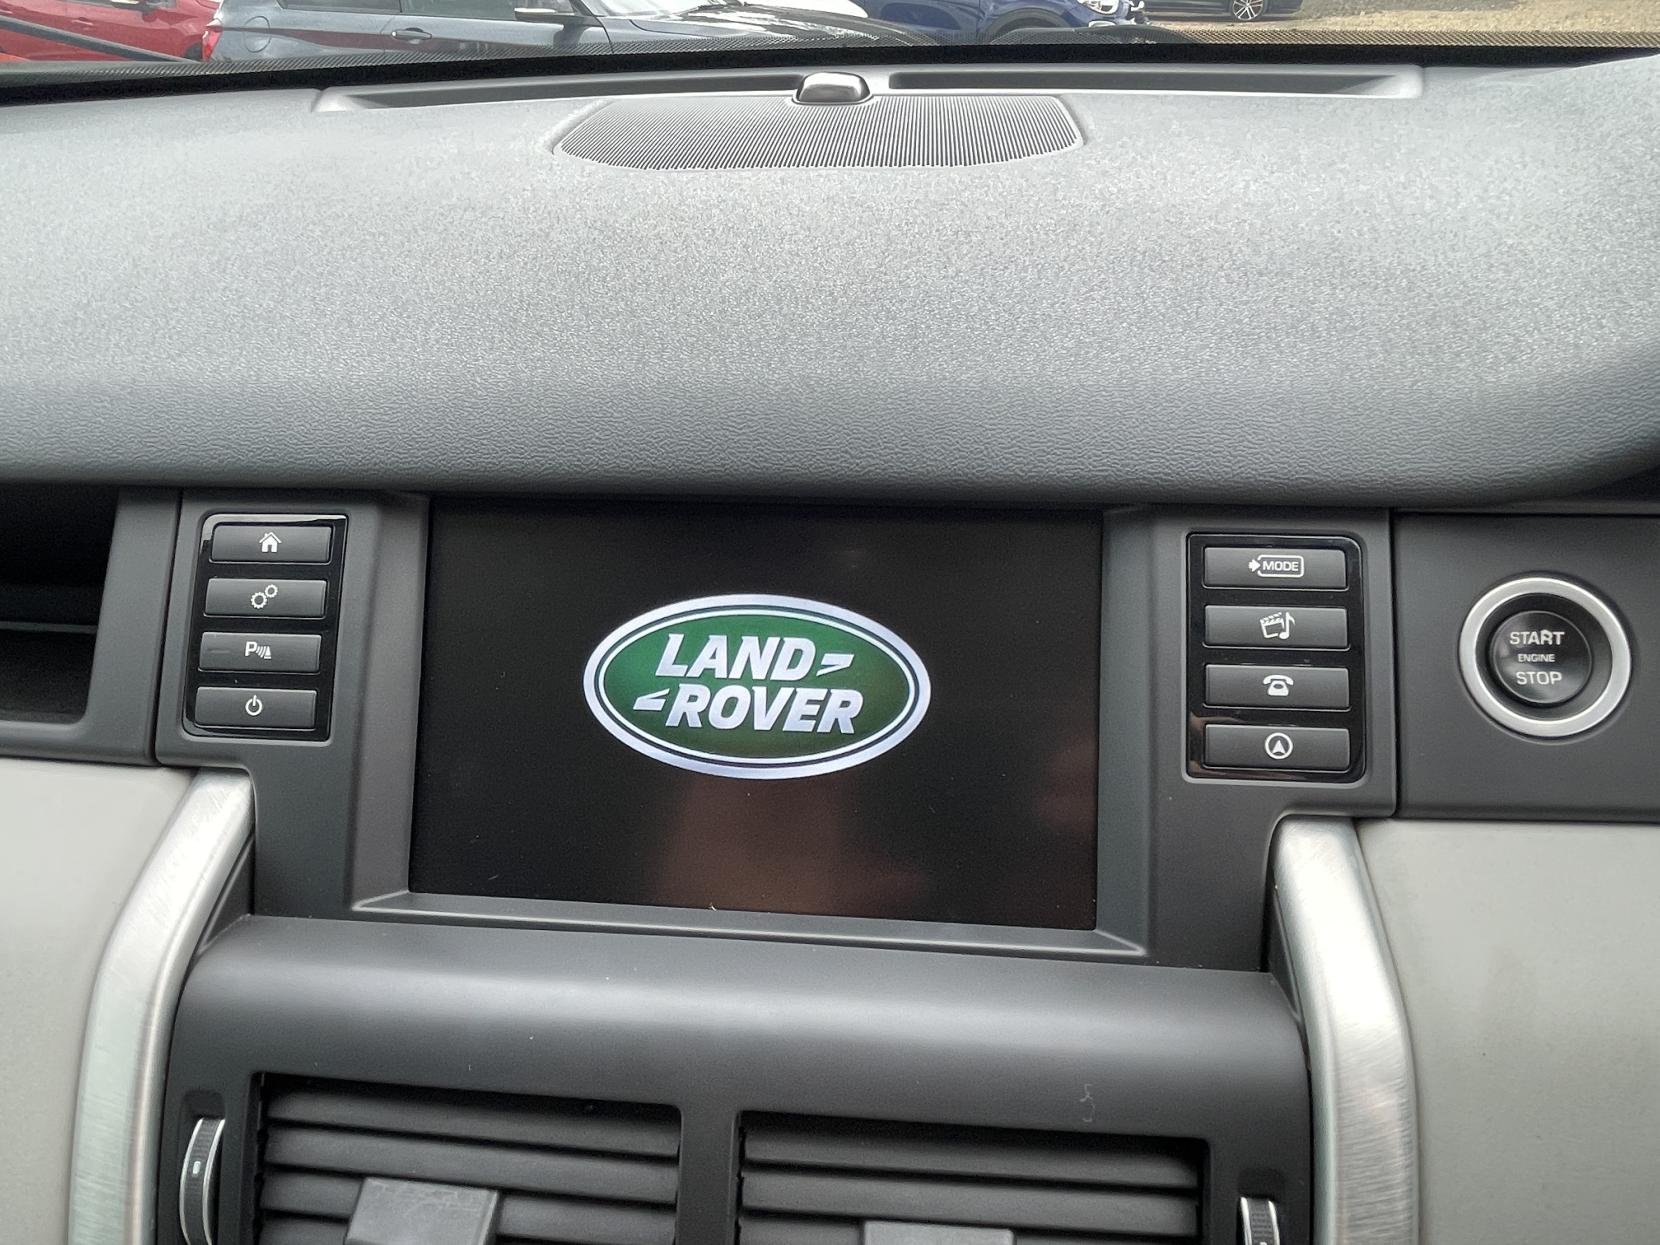 LAND
ROVER
P
MODE
START
ENGINE
STOP